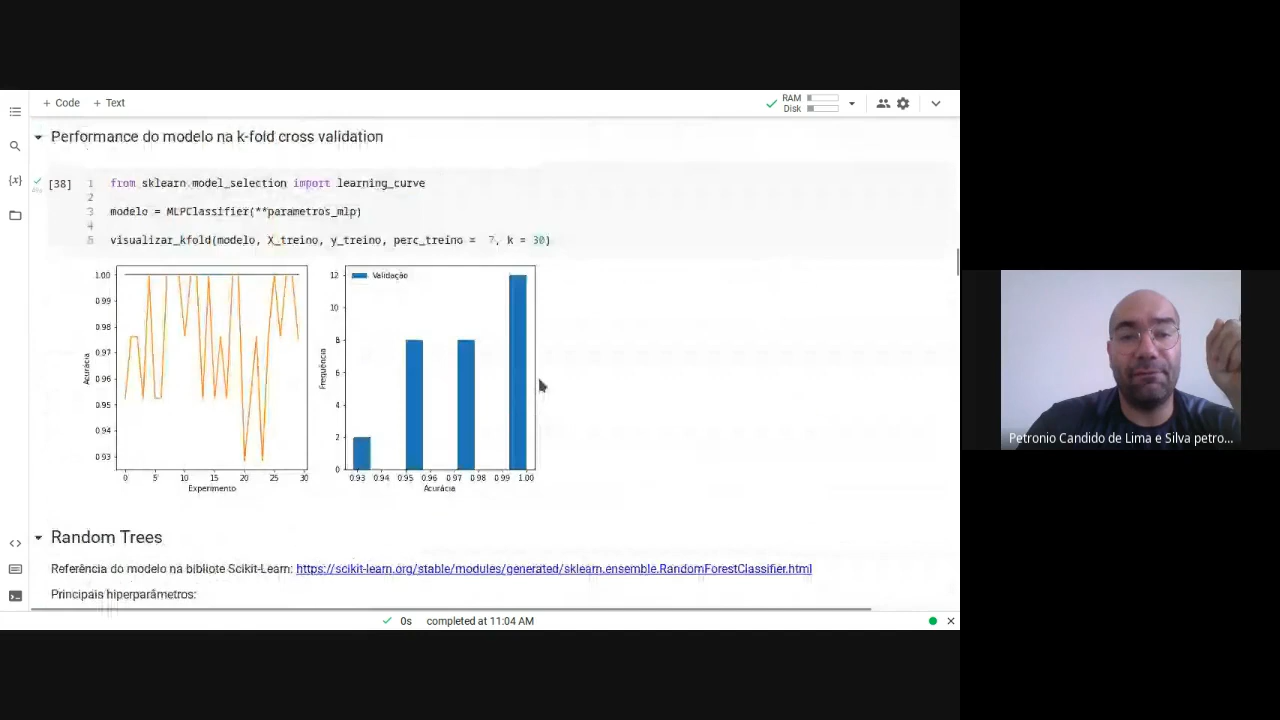 + Code + Text
RAM
Disk
Performance do modelo na k-fold cross validation
[38]
1 from sklearn.model_selection import learning_curve
2
3 modelo = MLPClassifier(**parametros_mlp)
4
5 visualizar_kfold(modelo, X_treino, y_treino, perc_treino = 7, k = 30)
1.00
0.99
0.98
0.97
0.96
0.95
0.94
0.93
Acurácia
0 5 10 15 20 25 30
Experimento
Validação
12
10
8
6
4
2
0
Frequência
0.93 0.94 0.95 0.96 0.97 0.98 0.99 1.00
Acurácia
Random Trees
Referência do modelo na bibliote Scikit-Learn: https://scikit-learn.org/stable/modules/generated/sklearn.ensemble.RandomForestClassifier.html
Principais hiperparâmetros:
0s completed at 11:04 AM
Petronio Candido de Lima e Silva petro...